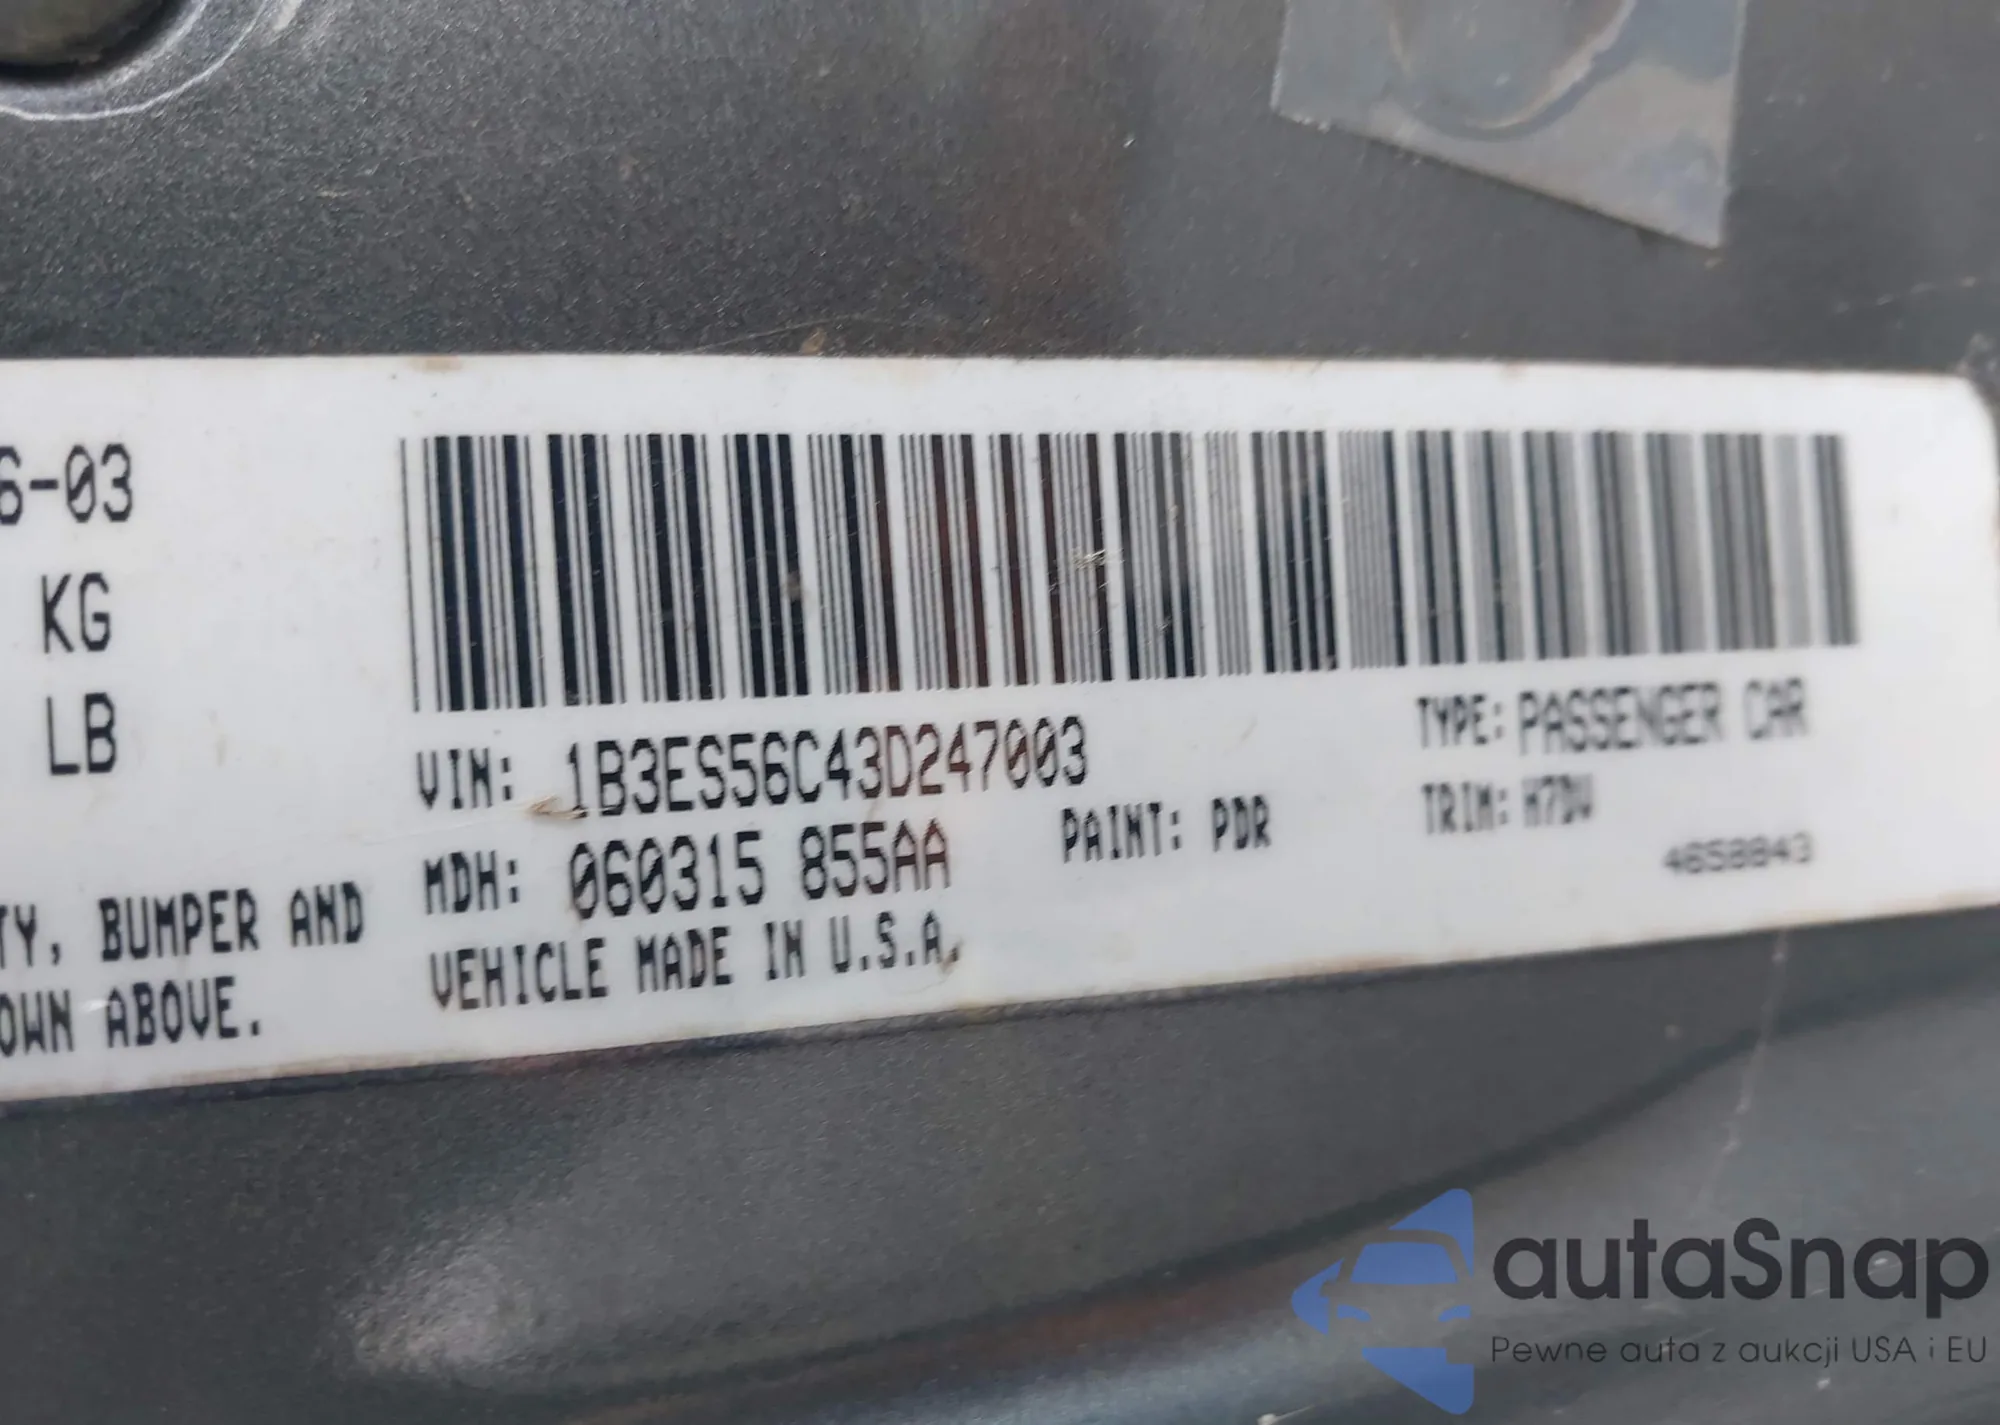 6-03
KG
LB
TY, BUMPER AND
OWN ABOVE.
VIN: 1B3ES56C43D247003
TYPE: PASSENGER CAR
MDH: 060315 855AA
PAINT: PDR
TRIM: H7DV
4658843
VEHICLE MADE IN U.S.A.
autaSnap
Pewne auta z aukcji USA i EU